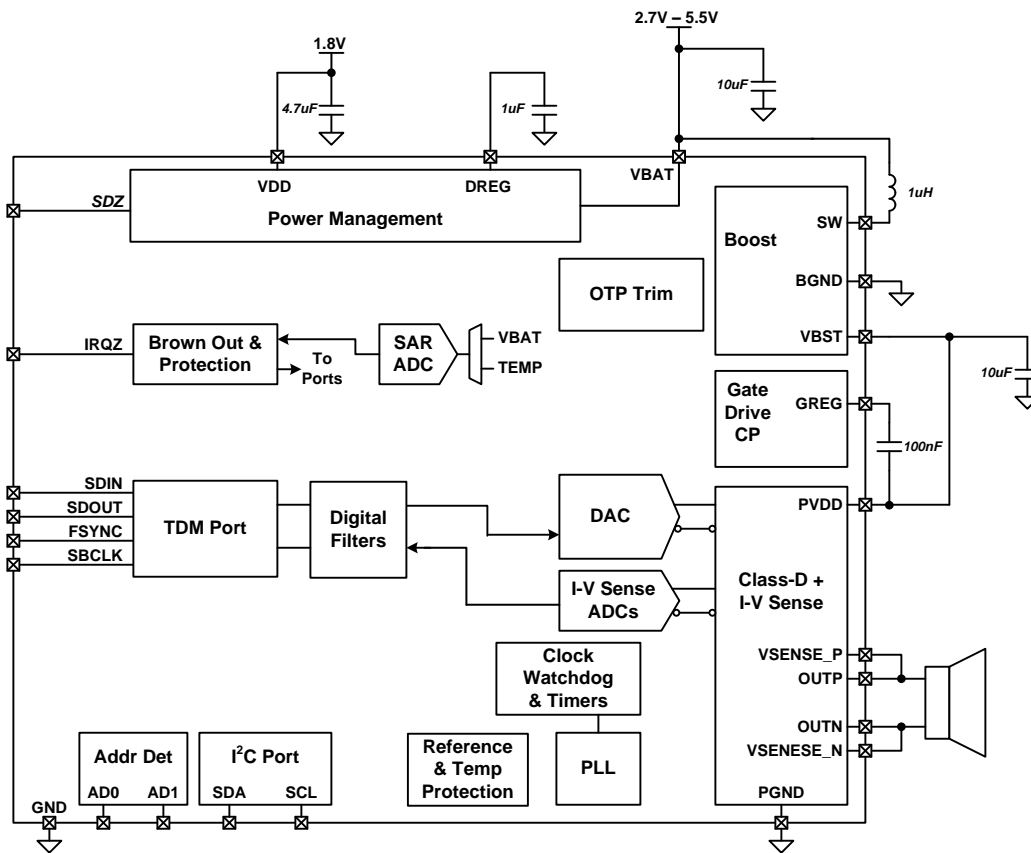 2.7V – 5.5V
1.8V
4.7uF
1uF
10uF
VDD
DREG
VBAT
SDZ
Power Management
1uH
SW
Boost
BGND
OTP Trim
VBST
IRQZ
Brown Out &
Protection
To
Ports
SAR
ADC
VBAT
TEMP
10uF
Gate
Drive
CP
GREG
100nF
SDIN
SDOUT
FSYNC
SBCLK
TDM Port
Digital
Filters
DAC
PVDD
I-V Sense
ADCs
Class-D +
I-V Sense
VSENSE_P
OUTP
OUTN
VSENESE_N
Clock
Watchdog
& Timers
PLL
Reference
& Temp
Protection
PGND
Addr Det
AD0 AD1
I²C Port
SDA SCL
GND